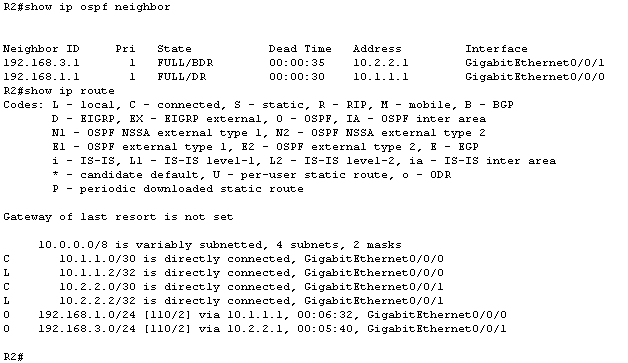 R2#show ip ospf neighbor
Neighbor ID     Pri   State           Dead Time   Address         Interface
192.168.3.1       1   FULL/BDR        00:00:35    10.2.2.1        GigabitEthernet0/0/1
192.168.1.1       1   FULL/DR         00:00:30    10.1.1.1        GigabitEthernet0/0/0
R2#show ip route
Codes: L - local, C - connected, S - static, R - RIP, M - mobile, B - BGP
       D - EIGRP, EX - EIGRP external, O - OSPF, IA - OSPF inter area
       N1 - OSPF NSSA external type 1, N2 - OSPF NSSA external type 2
       E1 - OSPF external type 1, E2 - OSPF external type 2, E - EGP
       i - IS-IS, L1 - IS-IS level-1, L2 - IS-IS level-2, ia - IS-IS inter area
       * - candidate default, U - per-user static route, o - ODR
       P - periodic downloaded static route
Gateway of last resort is not set
     10.0.0.0/8 is variably subnetted, 4 subnets, 2 masks
C       10.1.1.0/30 is directly connected, GigabitEthernet0/0/0
L       10.1.1.2/32 is directly connected, GigabitEthernet0/0/0
C       10.2.2.0/30 is directly connected, GigabitEthernet0/0/1
L       10.2.2.2/32 is directly connected, GigabitEthernet0/0/1
O    192.168.1.0/24 [110/2] via 10.1.1.1, 00:06:32, GigabitEthernet0/0/0
O    192.168.3.0/24 [110/2] via 10.2.2.1, 00:05:40, GigabitEthernet0/0/1
R2#